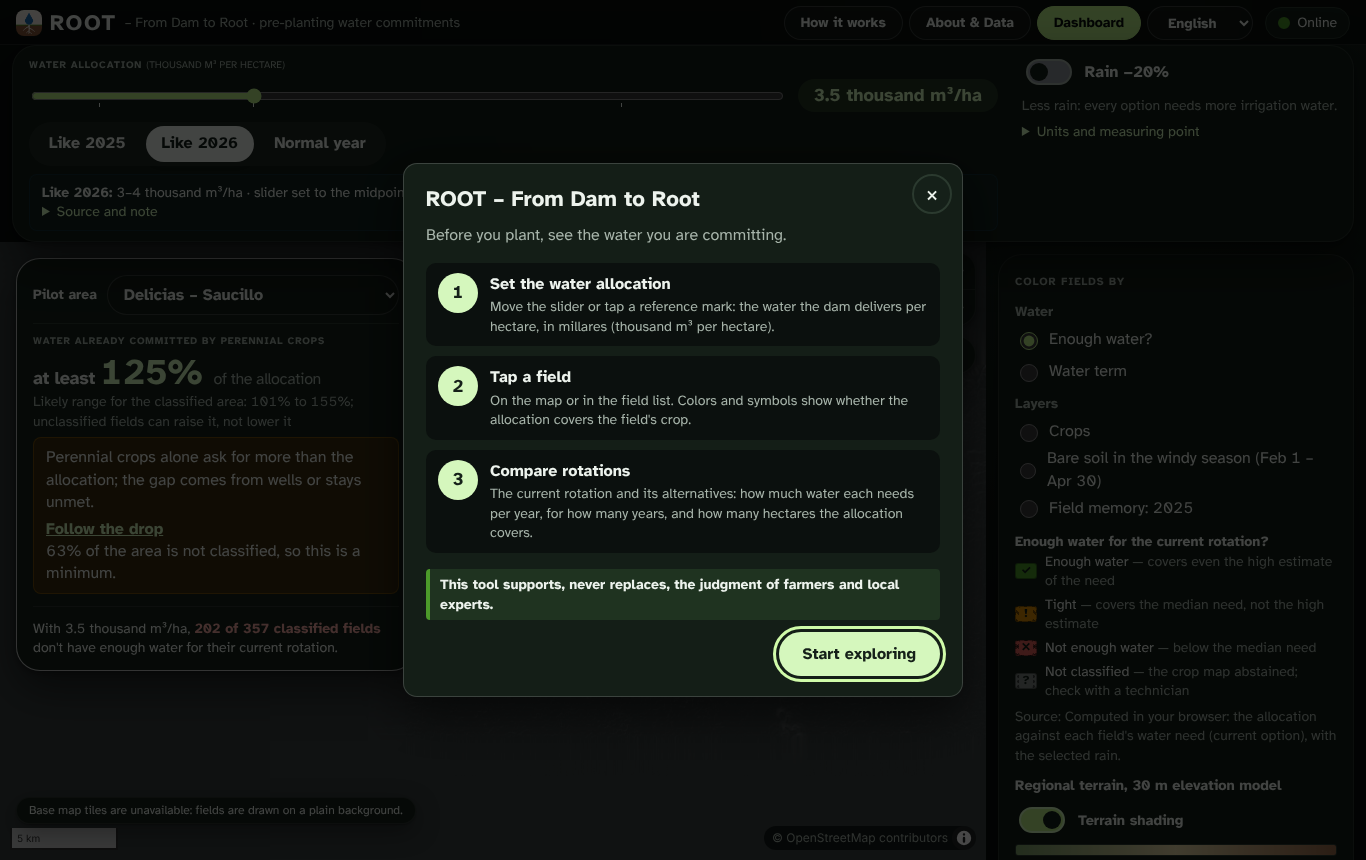 ROOT – From Dam to Root · pre-planting water commitments
How it works
About & Data
Dashboard
English
Online
WATER ALLOCATION (THOUSAND M³ PER HECTARE)
3.5 thousand m³/ha
Like 2025
Like 2026
Normal year
Like 2026: 3–4 thousand m³/ha · slider set to the midpoin
Source and note
Rain −20%
Less rain; every option needs more irrigation water.
Units and measuring point
Pilot area
Delicias – Saucillo
WATER ALREADY COMMITTED BY PERENNIAL CROPS
at least 125% of the allocation
Likely range for the classified area: 101% to 155%;
unclassified fields can raise it, not lower it
Perennial crops alone ask for more than the
allocation; the gap comes from wells or stays
unmet.
Follow the drop
63% of the area is not classified, so this is a
minimum.
With 3.5 thousand m³/ha, 202 of 357 classified fields
don't have enough water for their current rotation.
ROOT – From Dam to Root
×
Before you plant, see the water you are committing.
1
Set the water allocation
Move the slider or tap a reference mark: the water the dam delivers per
hectare, in millares (thousand m³ per hectare).
2
Tap a field
On the map or in the field list. Colors and symbols show whether the
allocation covers the field's crop.
3
Compare rotations
The current rotation and its alternatives: how much water each needs
per year, for how many years, and how many hectares the allocation
covers.
This tool supports, never replaces, the judgment of farmers and local
experts.
Start exploring
COLOR FIELDS BY
Water
Enough water?
Water term
Layers
Crops
Bare soil in the windy season (Feb 1 –
Apr 30)
Field memory: 2025
Enough water for the current rotation?
Enough water — covers even the high estimate
of the need
Tight — covers the median need, not the high
estimate
Not enough water — below the median need
Not classified — the crop map abstained;
check with a technician
Source: Computed in your browser: the allocation
against each field's water need (current option), with
the selected rain.
Regional terrain, 30 m elevation model
Terrain shading
Base map tiles are unavailable: fields are drawn on a plain background.
5 km
© OpenStreetMap contributors